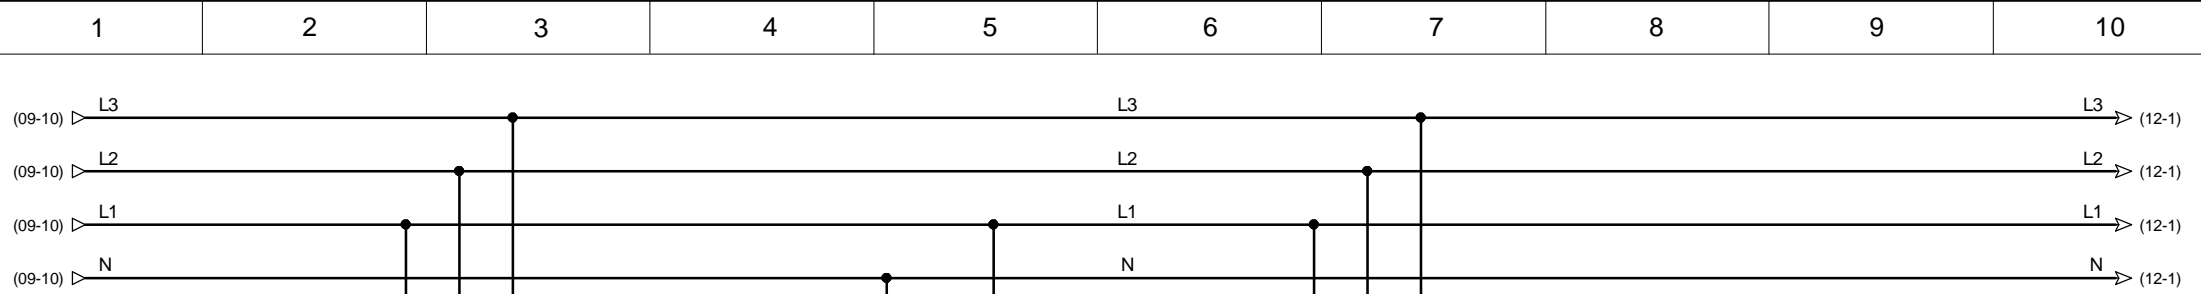 1 2 3 4 5 6 7 8 9 10
(09-10) L3 L3 L3 (12-1)
(09-10) L2 L2 L2 (12-1)
(09-10) L1 L1 L1 (12-1)
(09-10) N N N (12-1)